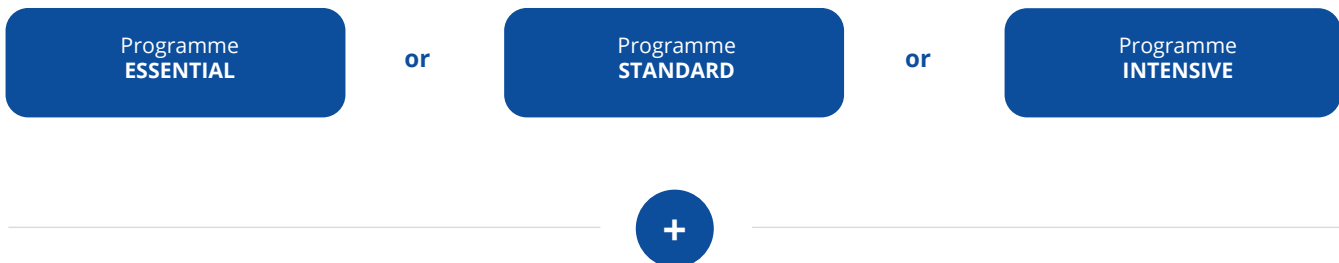 Programme
ESSENTIAL
or
Programme
STANDARD
or
Programme
INTENSIVE
+